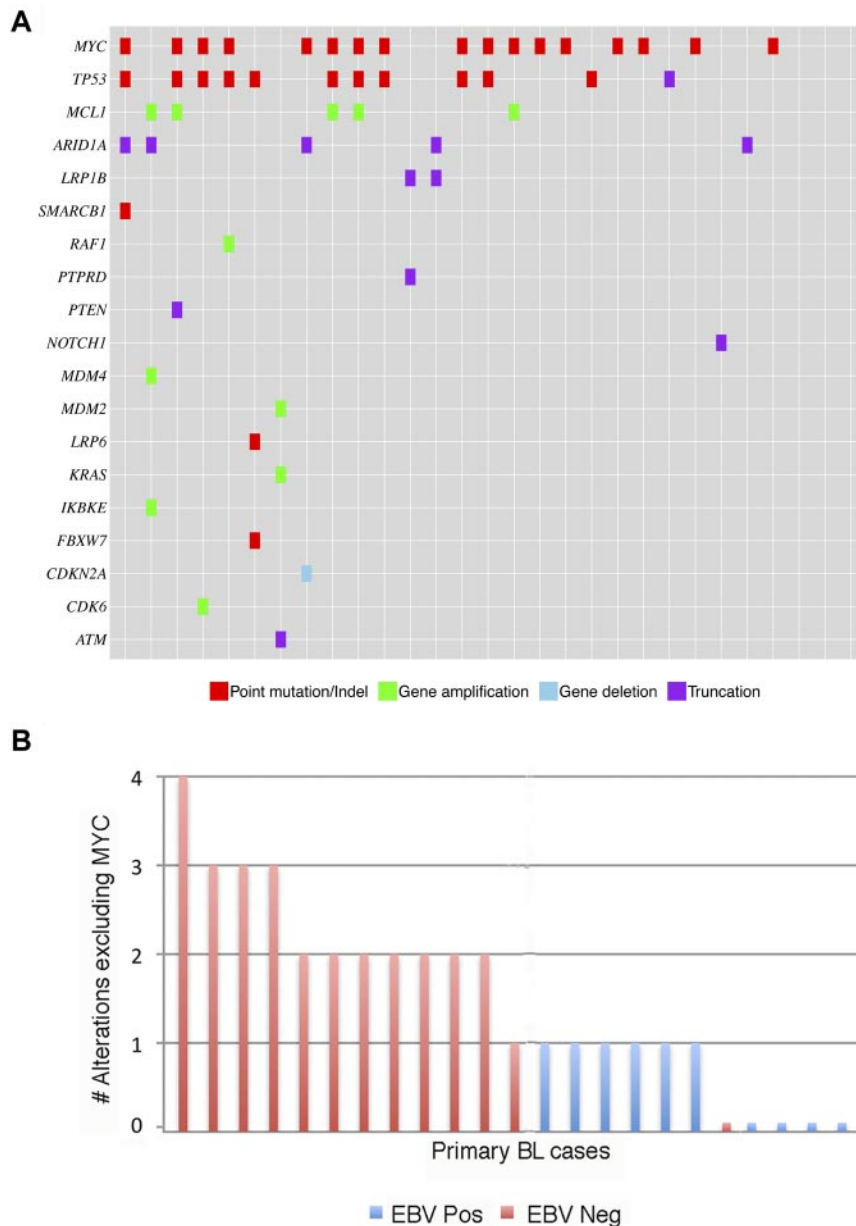 A
MYC
TP53
MCL1
ARID1A
LRP1B
SMARCB1
RAF1
PTPRD
PTEN
NOTCH1
MDM4
MDM2
LRP6
KRAS
IKBKE
FBXW7
CDKN2A
CDK6
ATM
Point mutation/Indel Gene amplification Gene deletion Truncation
B
# Alterations excluding MYC
4
3
2
1
0
Primary BL cases
EBV Pos EBV Neg